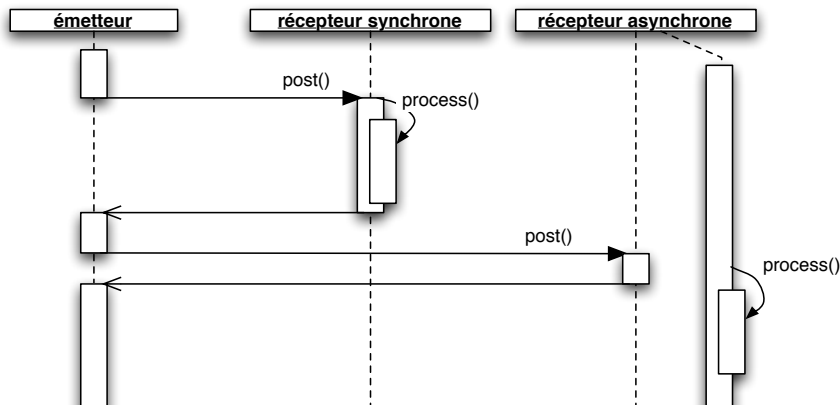 émetteur
récepteur synchrone
récepteur asynchrone
post()
process()
post()
process()